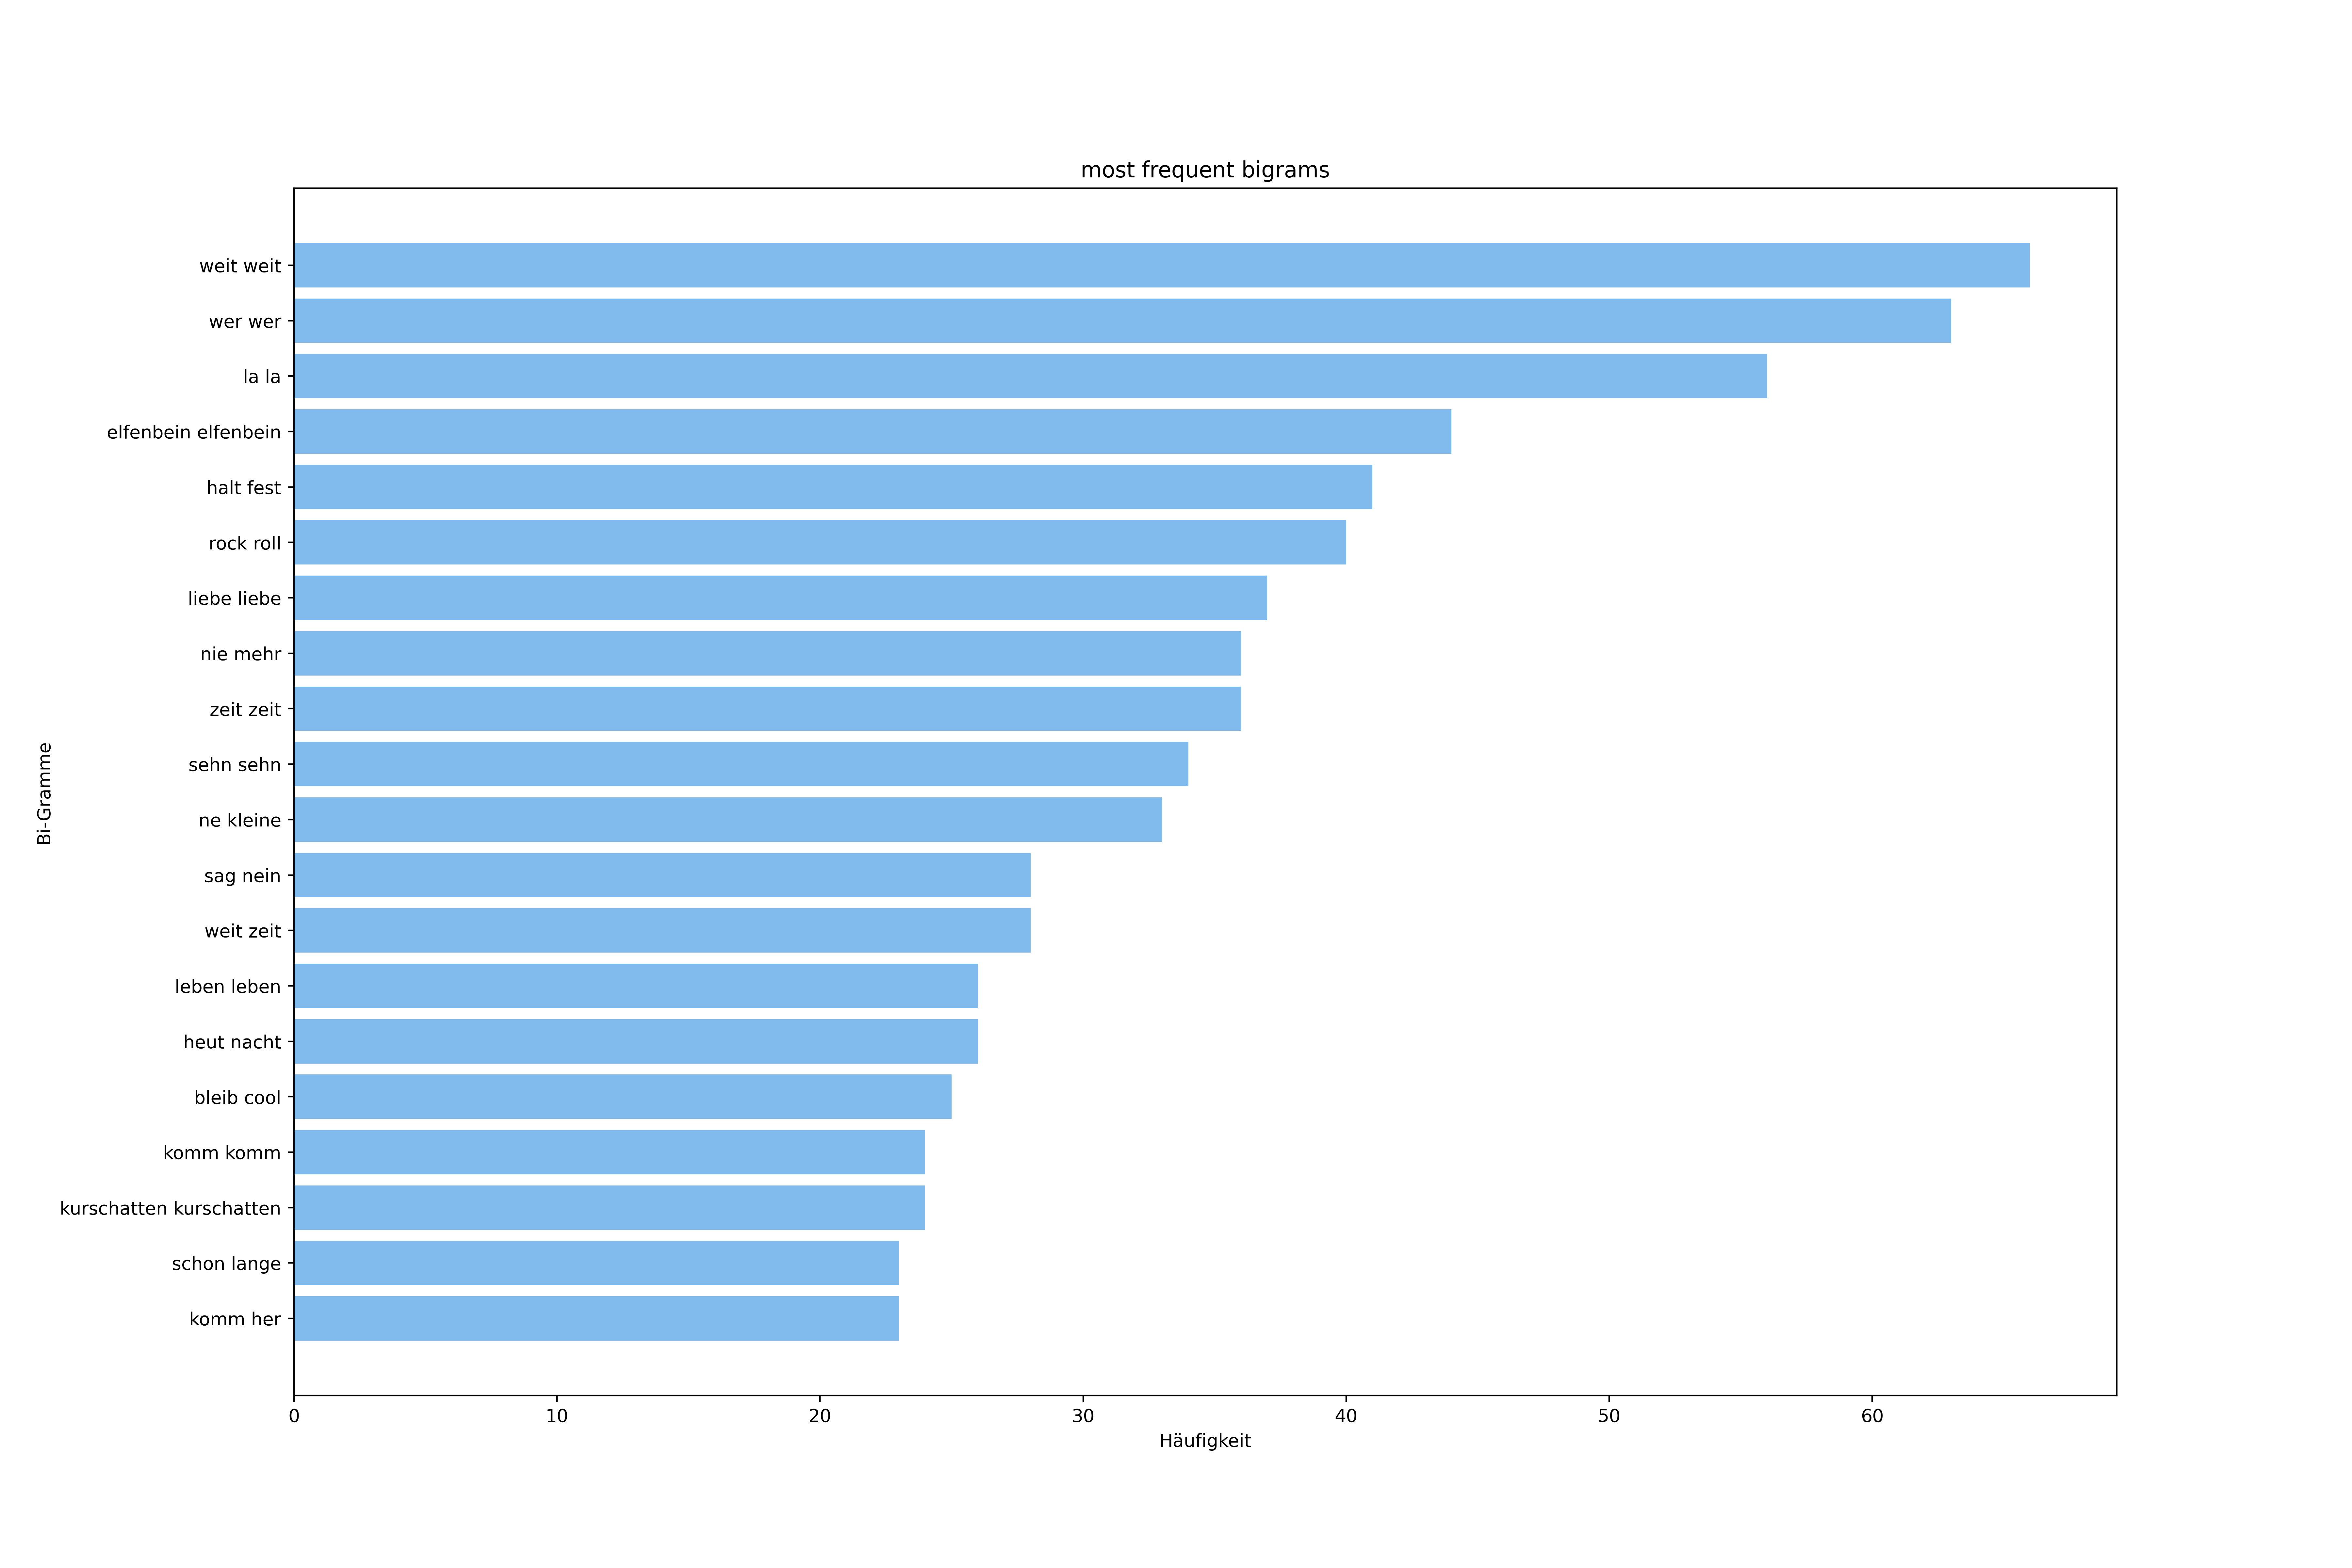 most frequent bigrams
weit weit
wer wer
la la
elfenbein elfenbein
halt fest
rock roll
liebe liebe
nie mehr
zeit zeit
sehn sehn
ne kleine
sag nein
weit zeit
leben leben
heut nacht
bleib cool
komm komm
kurschatten kurschatten
schon lange
komm her
Bi-Gramme
0 10 20 30 40 50 60
Häufigkeit